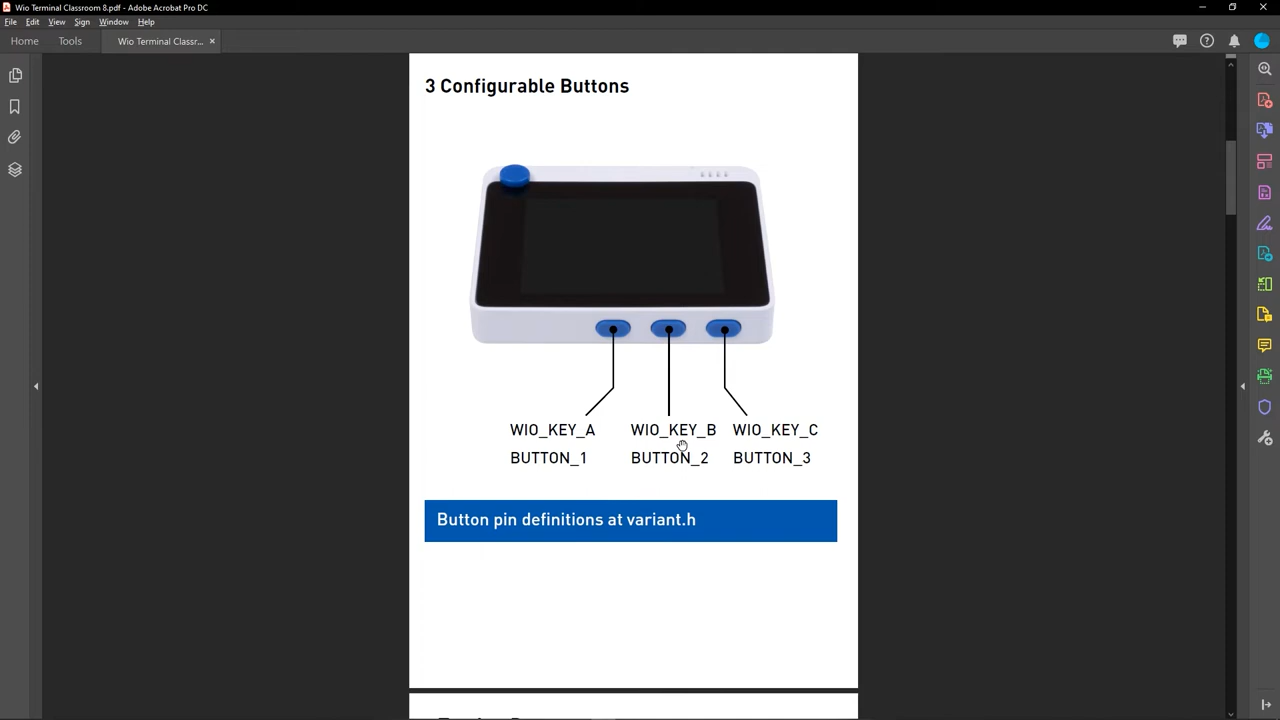 Wio Terminal Classroom 8.pdf - Adobe Acrobat Pro DC
File Edit View Sign Window Help
Home Tools Wio Terminal Classr... ×
3 Configurable Buttons
WIO_KEY_A WIO_KEY_B WIO_KEY_C
BUTTON_1 BUTTON_2 BUTTON_3
Button pin definitions at variant.h